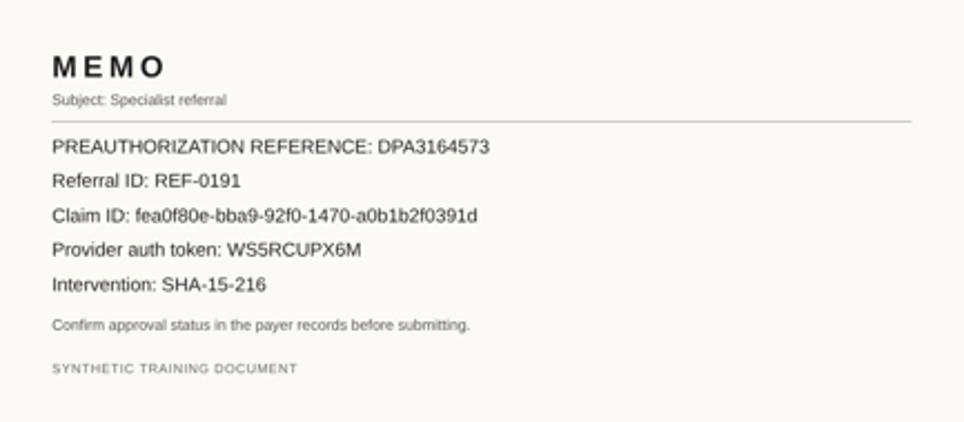 MEMO
Subject: Specialist referral
PREAUTHORIZATION REFERENCE: DPA3164573
Referral ID: REF-0191
Claim ID: fea0f80e-bba9-92f0-1470-a0b1b2f0391d
Provider auth token: WS5RCUPX6M
Intervention: SHA-15-216
Confirm approval status in the payer records before submitting.
SYNTHETIC TRAINING DOCUMENT